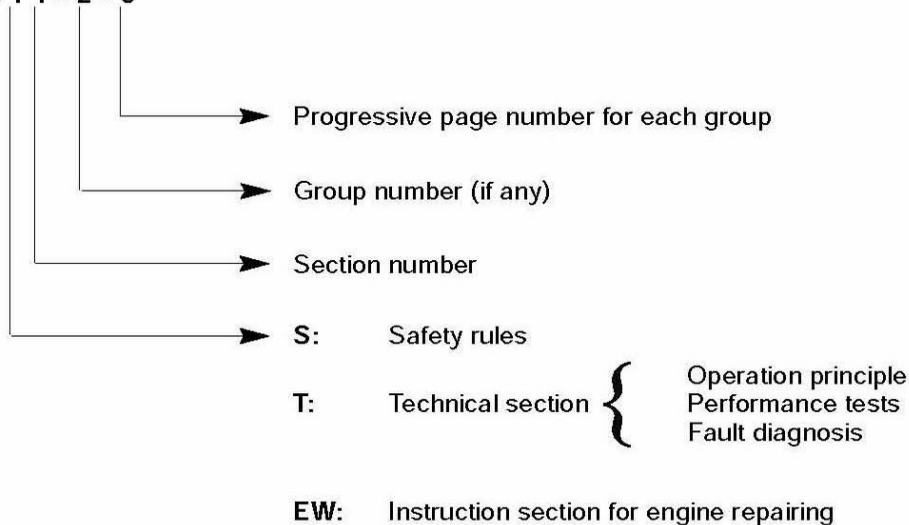 Progressive page number for each group
Group number (if any)
Section number
S: Safety rules
T: Technical section { Operation principle
Performance tests
Fault diagnosis
EW: Instruction section for engine repairing